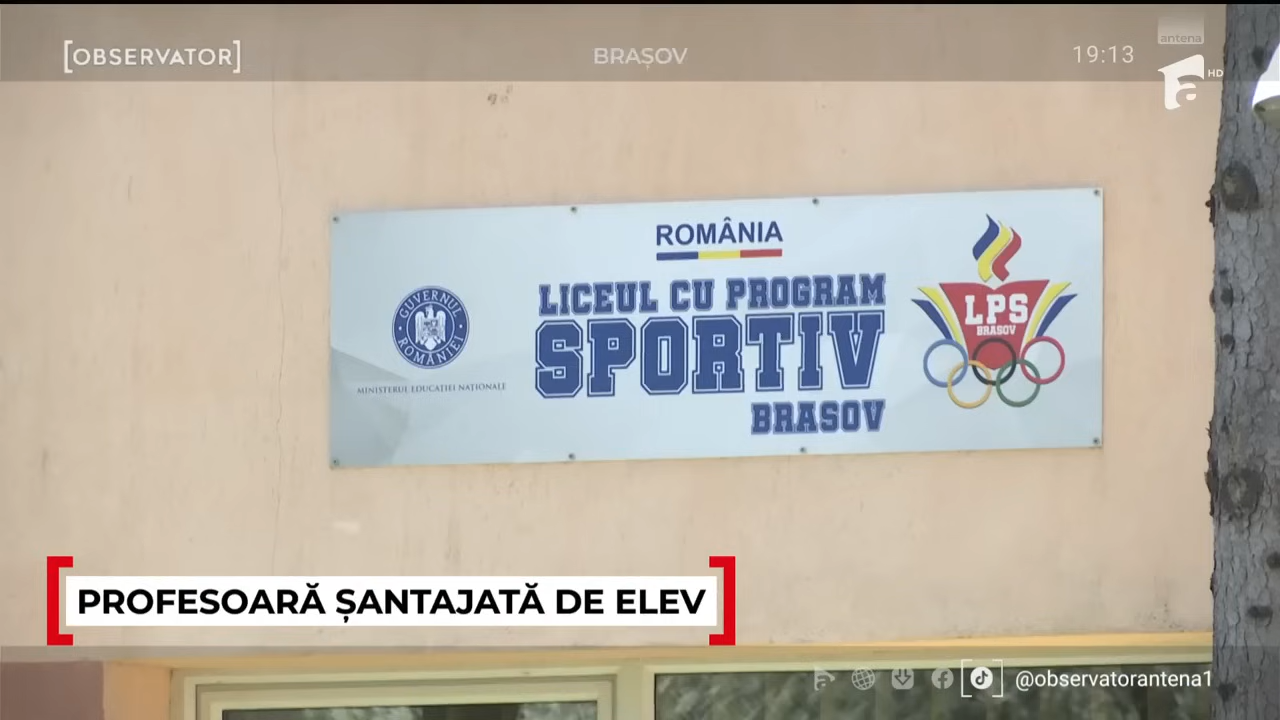 [OBSERVATOR]
BRAȘOV
19:13
antena
HD
ROMÂNIA
GUVERNUL ROMÂNIEI
MINISTERUL EDUCAȚIEI NAȚIONALE
LICEUL CU PROGRAM
SPORTIV
BRASOV
LPS
BRASOV
PROFESOARĂ ȘANTAJATĂ DE ELEV
@observatorantena1